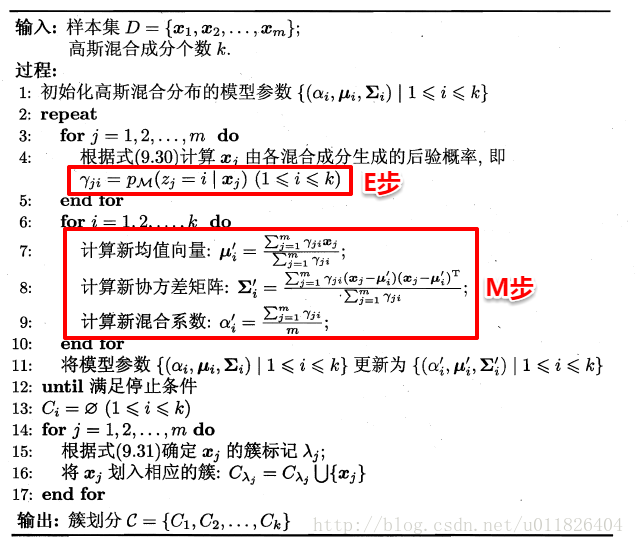 输入: 样本集 D = {x₁, x₂, ..., xₘ};
高斯混合成分个数 k.
过程:
1: 初始化高斯混合分布的模型参数 {(αᵢ, μᵢ, Σᵢ) | 1 ⩽ i ⩽ k}
2: repeat
3: for j = 1, 2, ..., m do
4: 根据式(9.30)计算 xⱼ 由各混合成分生成的后验概率, 即
γⱼᵢ = p_M(zⱼ = i | xⱼ) (1 ⩽ i ⩽ k) E步
5: end for
6: for i = 1, 2, ..., k do
7: 计算新均值向量: μ′ᵢ = \frac{∑_{j=1}^{m} γⱼᵢxⱼ}{∑_{j=1}^{m} γⱼᵢ};
8: 计算新协方差矩阵: Σ′ᵢ = \frac{∑_{j=1}^{m} γⱼᵢ(xⱼ−μ′ᵢ)(xⱼ−μ′ᵢ)^T}{∑_{j=1}^{m} γⱼᵢ}; M步
9: 计算新混合系数: α′ᵢ = \frac{∑_{j=1}^{m} γⱼᵢ}{m};
10: end for
11: 将模型参数 {(αᵢ, μᵢ, Σᵢ) | 1 ⩽ i ⩽ k} 更新为 {(α′ᵢ, μ′ᵢ, Σ′ᵢ) | 1 ⩽ i ⩽ k}
12: until 满足停止条件
13: Cᵢ = ∅ (1 ⩽ i ⩽ k)
14: for j = 1, 2, ..., m do
15: 根据式(9.31)确定 xⱼ 的簇标记 λⱼ;
16: 将 xⱼ 划入相应的簇: C_{λⱼ} = C_{λⱼ} ⋃{xⱼ}
17: end for
输出: 簇划分 C = {C₁, C₂, ..., Cₖ}
http://blog.csdn.net/u011826404